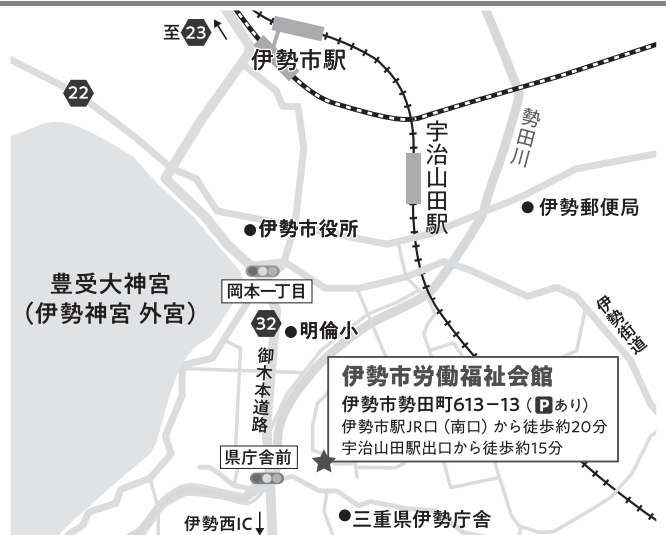 至23
伊勢市駅
22
宇治山田駅
勢田川
伊勢市役所
伊勢郵便局
豊受大神宮
（伊勢神宮 外宮）
岡本一丁目
32
明倫小
伊勢街道
御木本道路
伊勢市労働福祉会館
伊勢市勢田町613−13（Pあり）
伊勢市駅JR口（南口）から徒歩約20分
宇治山田駅出口から徒歩約15分
県庁舎前
伊勢西IC↓
三重県伊勢庁舎